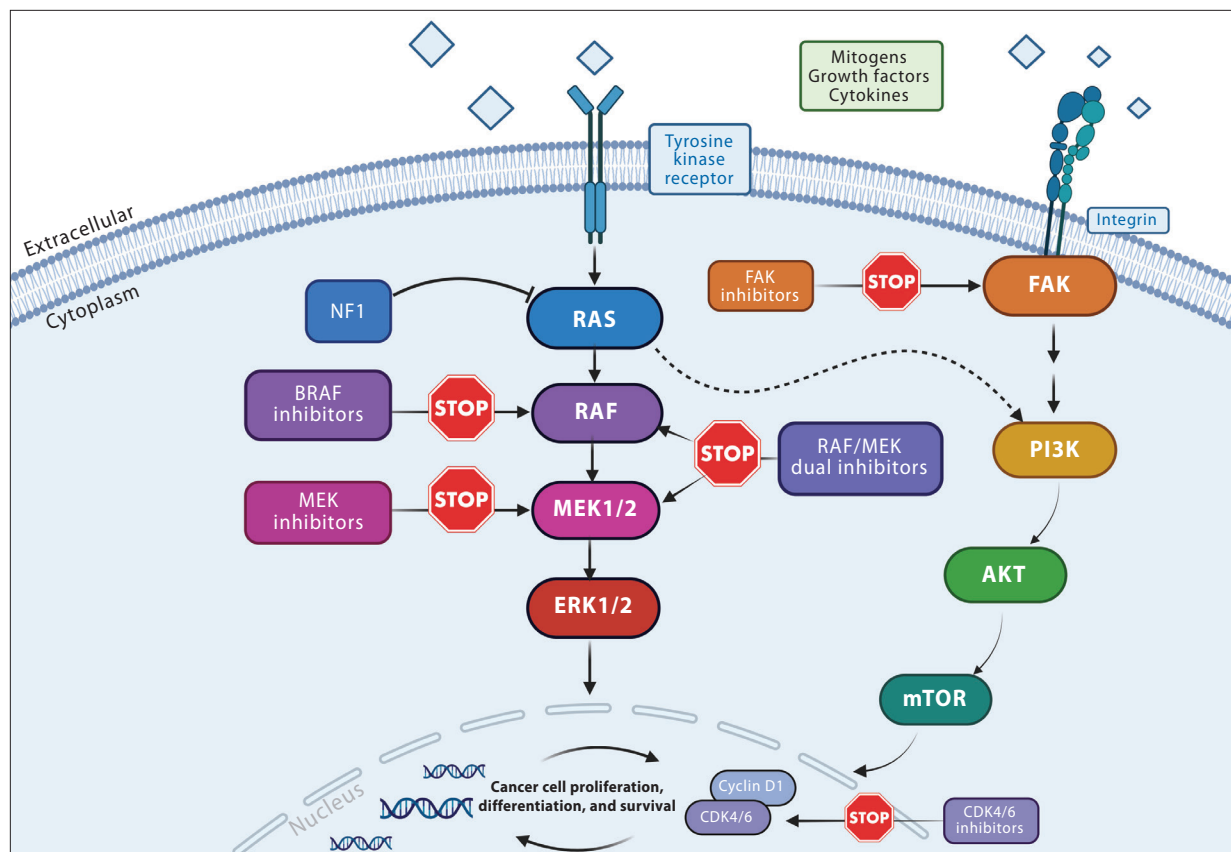 Mitogens
Growth factors
Cytokines
Tyrosine
kinase
receptor
Integrin
Extracellular
Cytoplasm
FAK
inhibitors
STOP
FAK
NF1
RAS
BRAF
inhibitors
STOP
RAF
STOP
RAF/MEK
dual inhibitors
PI3K
MEK
inhibitors
STOP
MEK1/2
AKT
ERK1/2
mTOR
Nucleus
Cancer cell proliferation,
differentiation, and survival
Cyclin D1
CDK4/6
STOP
CDK4/6
inhibitors